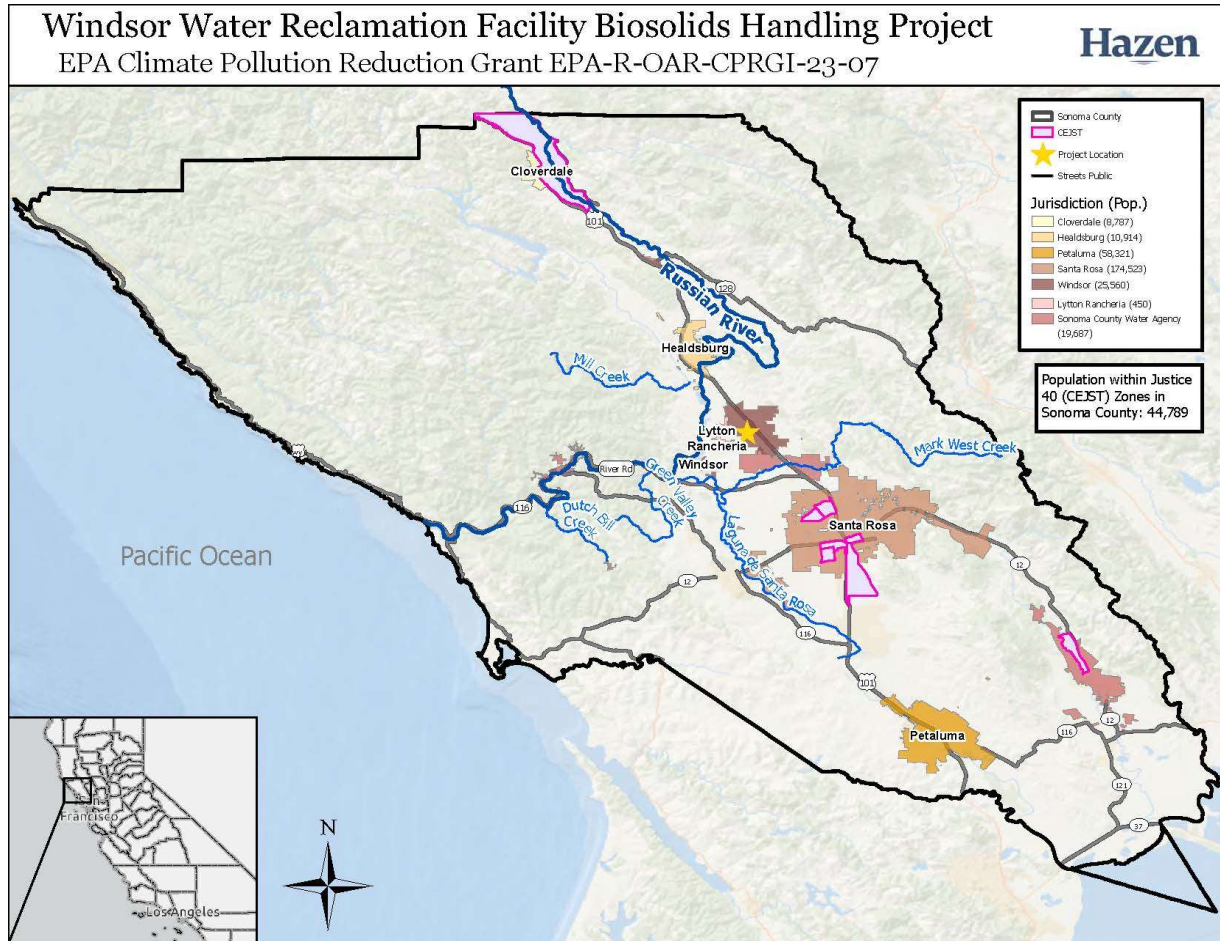 Windsor Water Reclamation Facility Biosolids Handling Project
EPA Climate Pollution Reduction Grant EPA-R-OAR-CPRGI-23-07
Hazen
Sonoma County
CEJST
Project Location
Streets Public
Jurisdiction (Pop.)
Cloverdale (8,787)
Healdsburg (10,914)
Petaluma (58,321)
Santa Rosa (174,523)
Windsor (25,560)
Lytton Rancheria (450)
Sonoma County Water Agency
(19,687)
Population within Justice
40 (CEJST) Zones in
Sonoma County: 44,789
Cloverdale
101
Russian River
128
Healdsburg
Mill Creek
Lytton
Rancheria
Windsor
Mark West Creek
River Rd
Green Valley
Creek
116
Dutch Bill
Creek
Laguna de Santa Rosa
Santa Rosa
12
12
116
Pacific Ocean
101
Petaluma
116
12
121
37
N
San
Francisco
Los Angeles